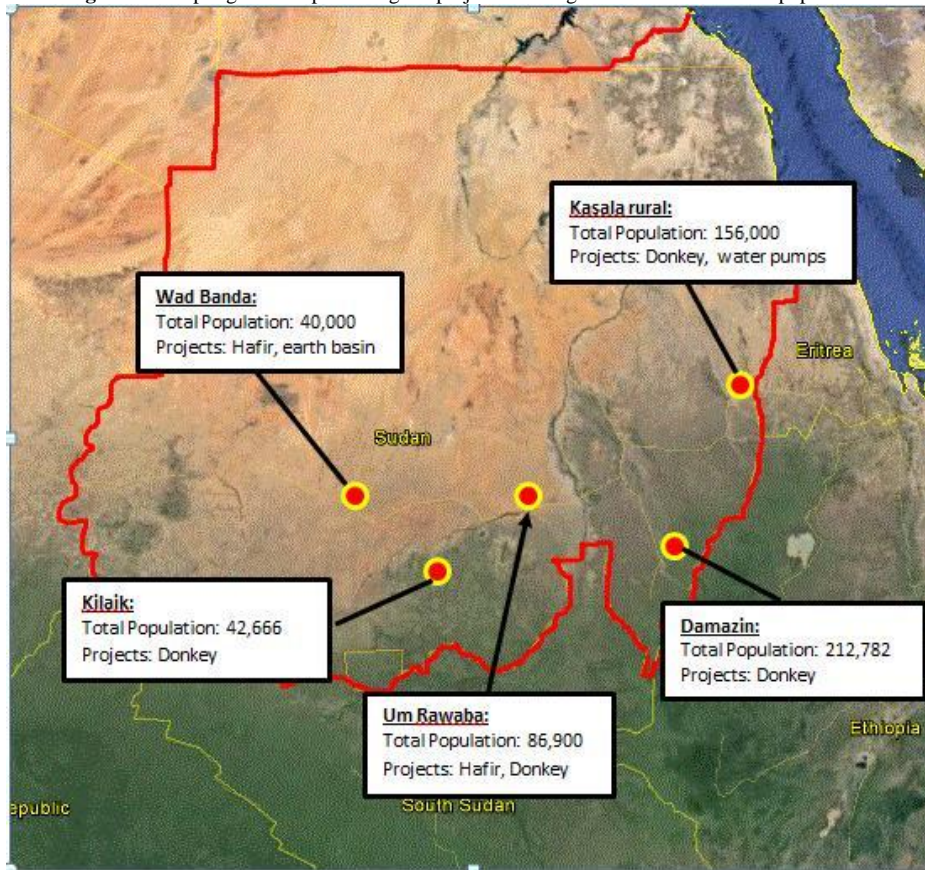 Kasala rural:
Total Population: 156,000
Projects: Donkey, water pumps
Wad Banda:
Total Population: 40,000
Projects: Hafir, earth basin
Eritrea
Sudan
Kilaik:
Total Population: 42,666
Projects: Donkey
Damazin:
Total Population: 212,782
Projects: Donkey
Um Rawaba:
Total Population: 86,900
Projects: Hafir, Donkey
Ethiopia
epublic
South Sudan